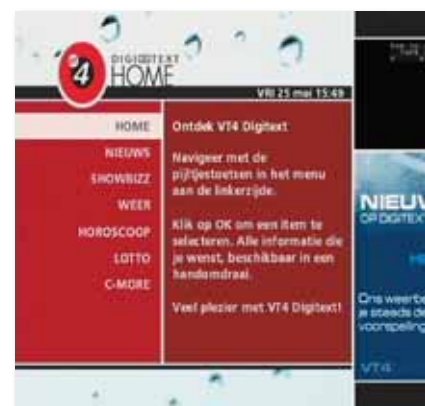 4
DIGITEXT
HOME
VRI 25 mei 15:49
HOME
NIEUWS
SHOWBIZZ
WEER
HOROSCOOP
LOTTO
C-MORE
Ontdek VT4 Digitext
Navigeer met de
pijltjestoetsen in het menu
aan de linkerzijde.
Klik op OK om een item te
selecteren. Alle informatie die
je wenst, beschikbaar in een
handomdraai.
Veel plezier met VT4 Digitext!
NIEUW
OP DIGITEXT
Ons weerbe
je steeds de
voorspelling
VT4